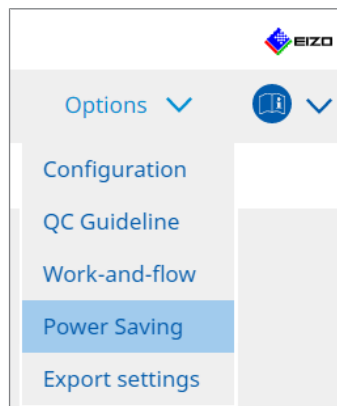 EIZO
Options
Configuration
QC Guideline
Work-and-flow
Power Saving
Export settings